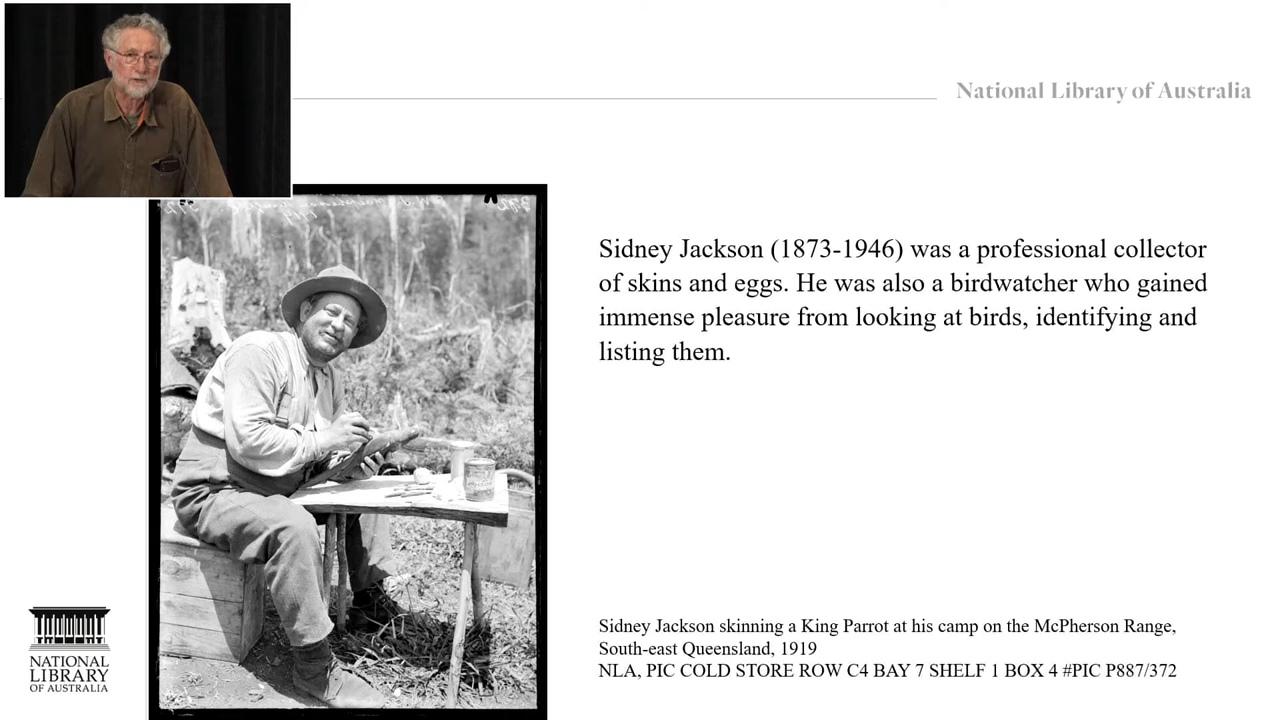 National Library of Australia
Sidney Jackson (1873-1946) was a professional collector
of skins and eggs. He was also a birdwatcher who gained
immense pleasure from looking at birds, identifying and
listing them.
Sidney Jackson skinning a King Parrot at his camp on the McPherson Range,
South-east Queensland, 1919
NLA, PIC COLD STORE ROW C4 BAY 7 SHELF 1 BOX 4 #PIC P887/372
NATIONAL
LIBRARY
OF AUSTRALIA